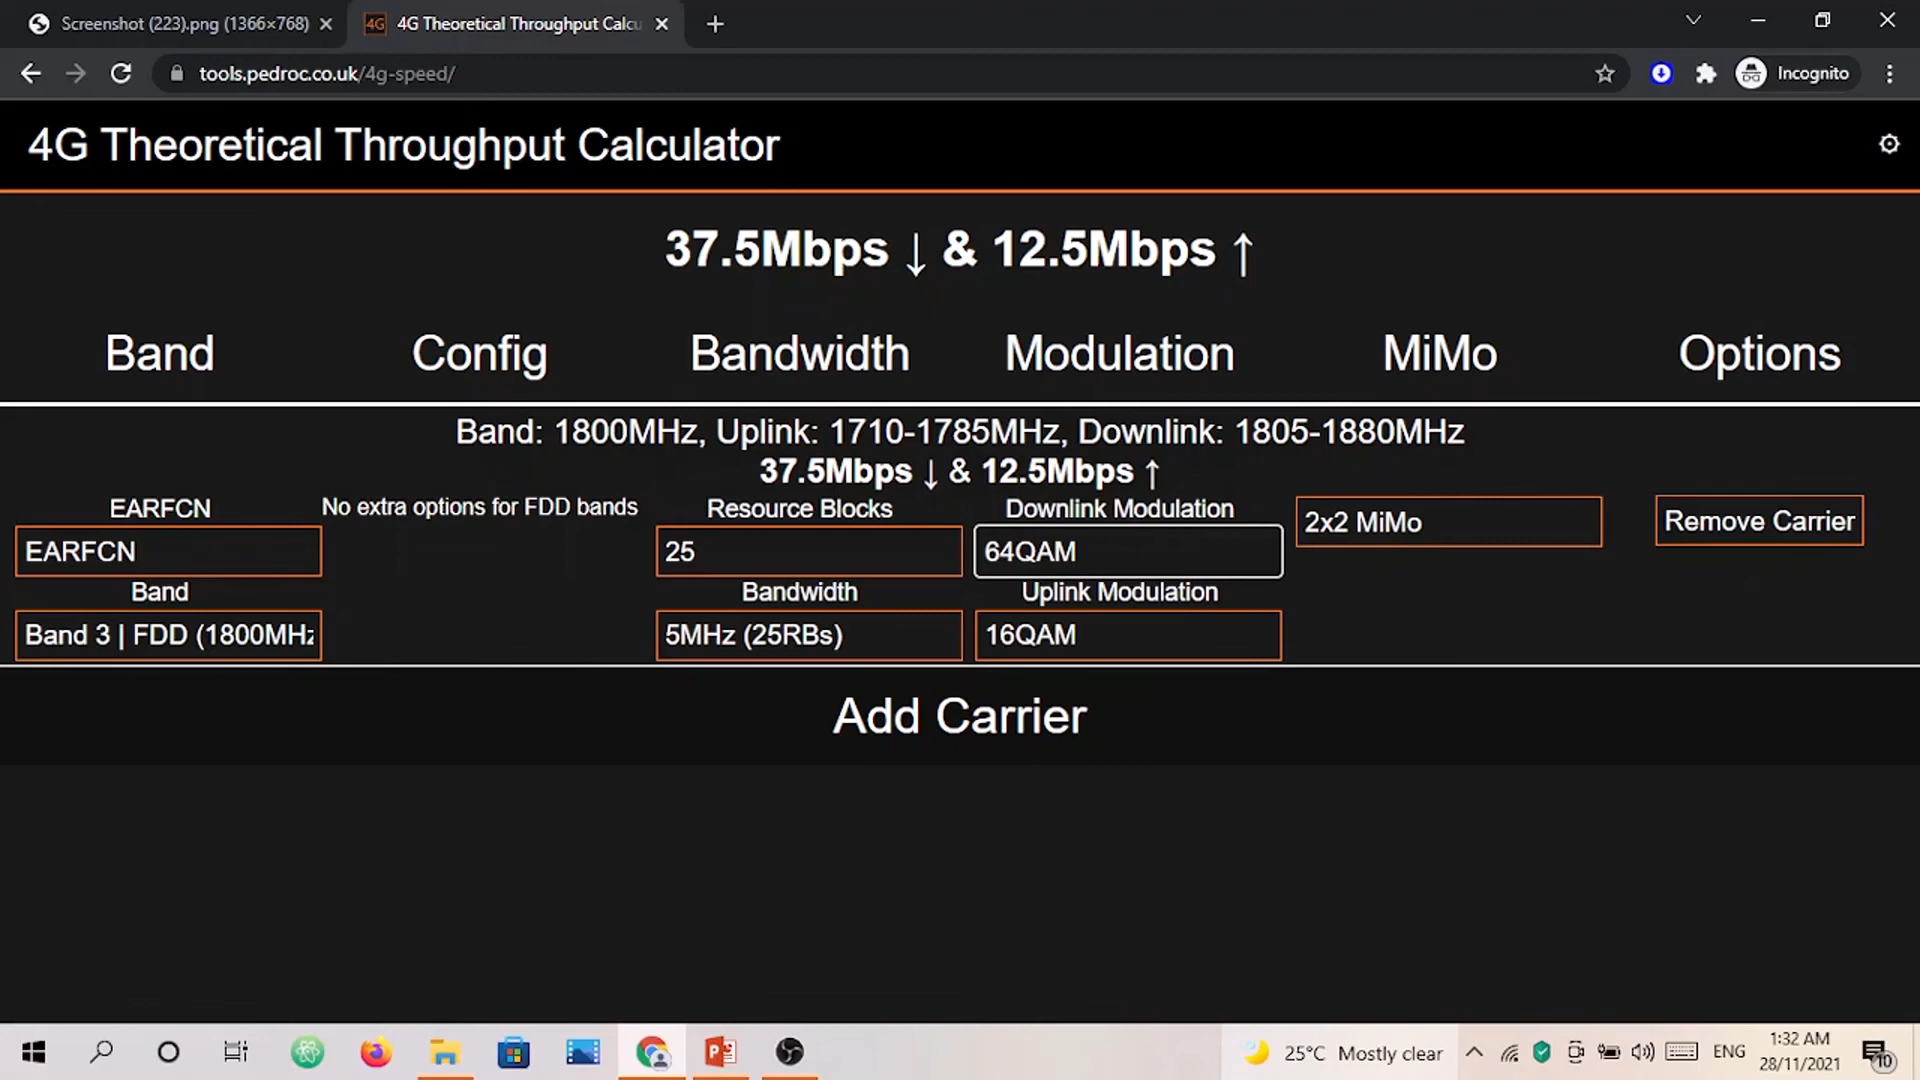 Screenshot (223).png (1366×768)
4G 4G Theoretical Throughput Calcu
tools.pedroc.co.uk/4g-speed/
Incognito
4G Theoretical Throughput Calculator
37.5Mbps ↓ & 12.5Mbps ↑
Band Config Bandwidth Modulation MiMo Options
Band: 1800MHz, Uplink: 1710-1785MHz, Downlink: 1805-1880MHz
37.5Mbps ↓ & 12.5Mbps ↑
EARFCN No extra options for FDD bands Resource Blocks Downlink Modulation
EARFCN 25 64QAM 2x2 MiMo Remove Carrier
Band Bandwidth Uplink Modulation
Band 3 | FDD (1800MHz 5MHz (25RBs) 16QAM
Add Carrier
25°C Mostly clear ENG 1:32 AM
28/11/2021 10